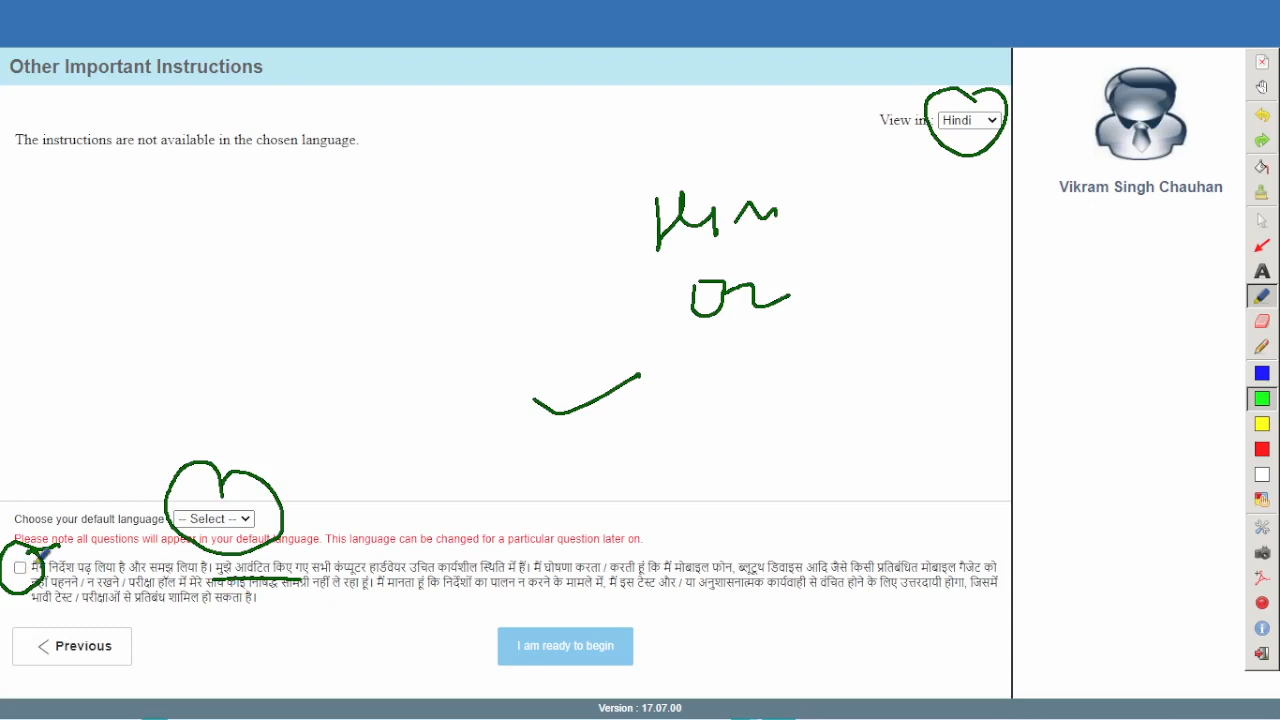 Other Important Instructions
View in: Hindi
The instructions are not available in the chosen language.
Vikram Singh Chauhan
Choose your default language -- Select --
Please note all questions will appear in your default language. This language can be changed for a particular question later on.
निर्देश पढ़ लिया है और समझ लिया है। मुझे आवंटित किए गए सभी कंप्यूटर हार्डवेयर उचित कार्यशील स्थिति में हैं। मैं घोषणा करता / करती हूं कि मैं मोबाइल फोन, ब्लूटूथ डिवाइस आदि जैसे किसी प्रतिबंधित मोबाइल गैजेट को
नहीं पहनने / न रखने / परीक्षा हॉल में मेरे साथ कोई निषिद्ध सामग्री नहीं ले रहा हूं। मैं मानता हूं कि निर्देशों का पालन न करने के मामले में, मैं इस टेस्ट और / या अनुशासात्मक कार्यवाही से वंचित होने के लिए उत्तरदायी होगा, जिसमें
भावी टेस्ट / परीक्षाओं से प्रतिबंध शामिल हो सकता है।
Previous
I am ready to begin
Version : 17.07.00